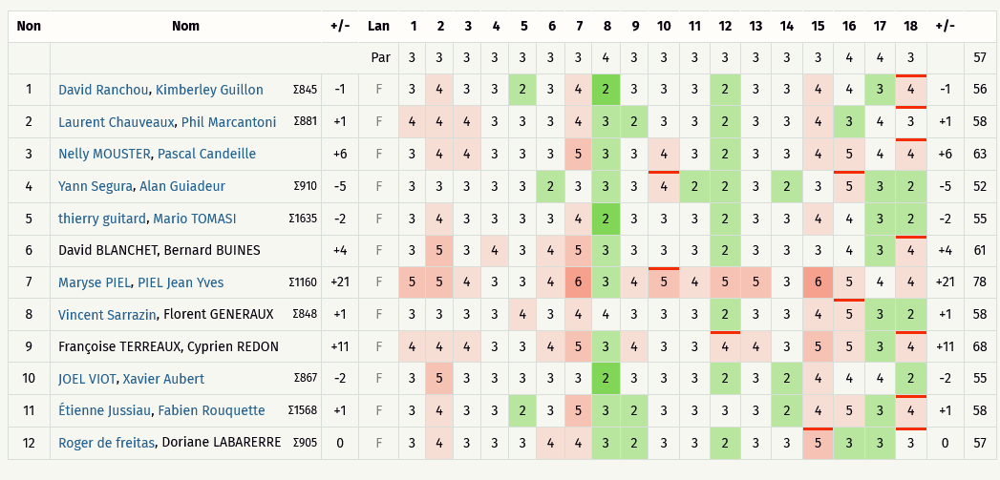 Non Nom +/- Lan 1 2 3 4 5 6 7 8 9 10 11 12 13 14 15 16 17 18 +/-
Par 3 3 3 3 3 3 3 4 3 3 3 3 3 3 3 4 4 3 57
1 David Ranchou, Kimberley Guillon Σ845 -1 F 3 4 3 3 2 3 4 2 3 3 3 2 3 3 4 4 3 4 -1 56
2 Laurent Chauveaux, Phil Marcantoni Σ881 +1 F 4 4 4 3 3 3 4 3 2 3 3 2 3 3 4 3 4 3 +1 58
3 Nelly MOUSTER, Pascal Candeille +6 F 3 4 4 3 3 3 5 3 3 4 3 2 3 3 4 5 4 4 +6 63
4 Yann Segura, Alan Guiadeur Σ910 -5 F 3 3 3 3 3 2 3 3 3 4 2 2 3 2 3 5 3 2 -5 52
5 thierry guitard, Mario TOMASI Σ1635 -2 F 3 4 3 3 3 3 4 2 3 3 3 2 3 3 4 4 3 2 -2 55
6 David BLANCHET, Bernard BUINES +4 F 3 5 3 4 3 4 5 3 3 3 3 2 3 3 3 4 3 4 +4 61
7 Maryse PIEL, PIEL Jean Yves Σ1160 +21 F 5 5 4 3 3 4 6 3 4 5 4 5 5 3 6 5 4 4 +21 78
8 Vincent Sarrazin, Florent GENERAUX Σ848 +1 F 3 3 3 3 4 3 4 4 3 3 3 2 3 3 4 5 3 2 +1 58
9 Françoise TERREAUX, Cyprien REDON +11 F 4 4 4 3 3 4 5 3 4 3 3 4 4 3 5 5 3 4 +11 68
10 JOEL VIOT, Xavier Aubert Σ867 -2 F 3 5 3 3 3 3 3 2 3 3 3 2 3 2 4 4 4 2 -2 55
11 Étienne Jussiau, Fabien Rouquette Σ1568 +1 F 3 4 3 3 2 3 5 3 2 3 3 3 3 2 4 5 3 4 +1 58
12 Roger de freitas, Doriane LABARERRE Σ905 0 F 3 4 3 3 3 4 4 3 2 3 3 2 3 3 5 3 3 3 0 57